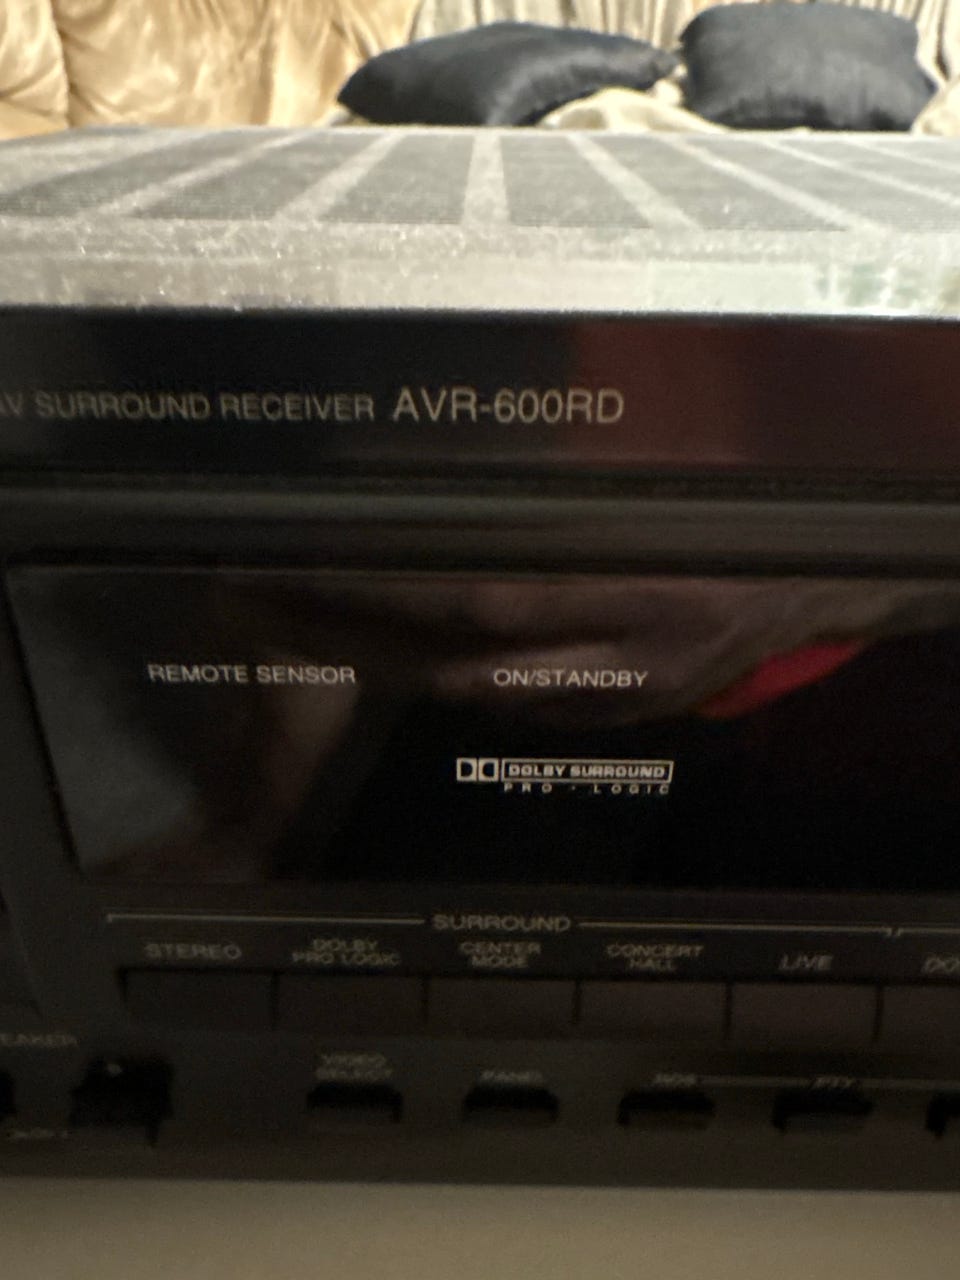 AV SURROUND RECEIVER AVR-600RD
REMOTE SENSOR
ON/STANDBY
DOLBY SURROUND
PRO·LOGIC
SURROUND
STEREO
DOLBY
PRO LOGIC
CENTER
MODE
CONCERT
HALL
LIVE
VIDEO
SELECT
PANEL
RDS
PTY